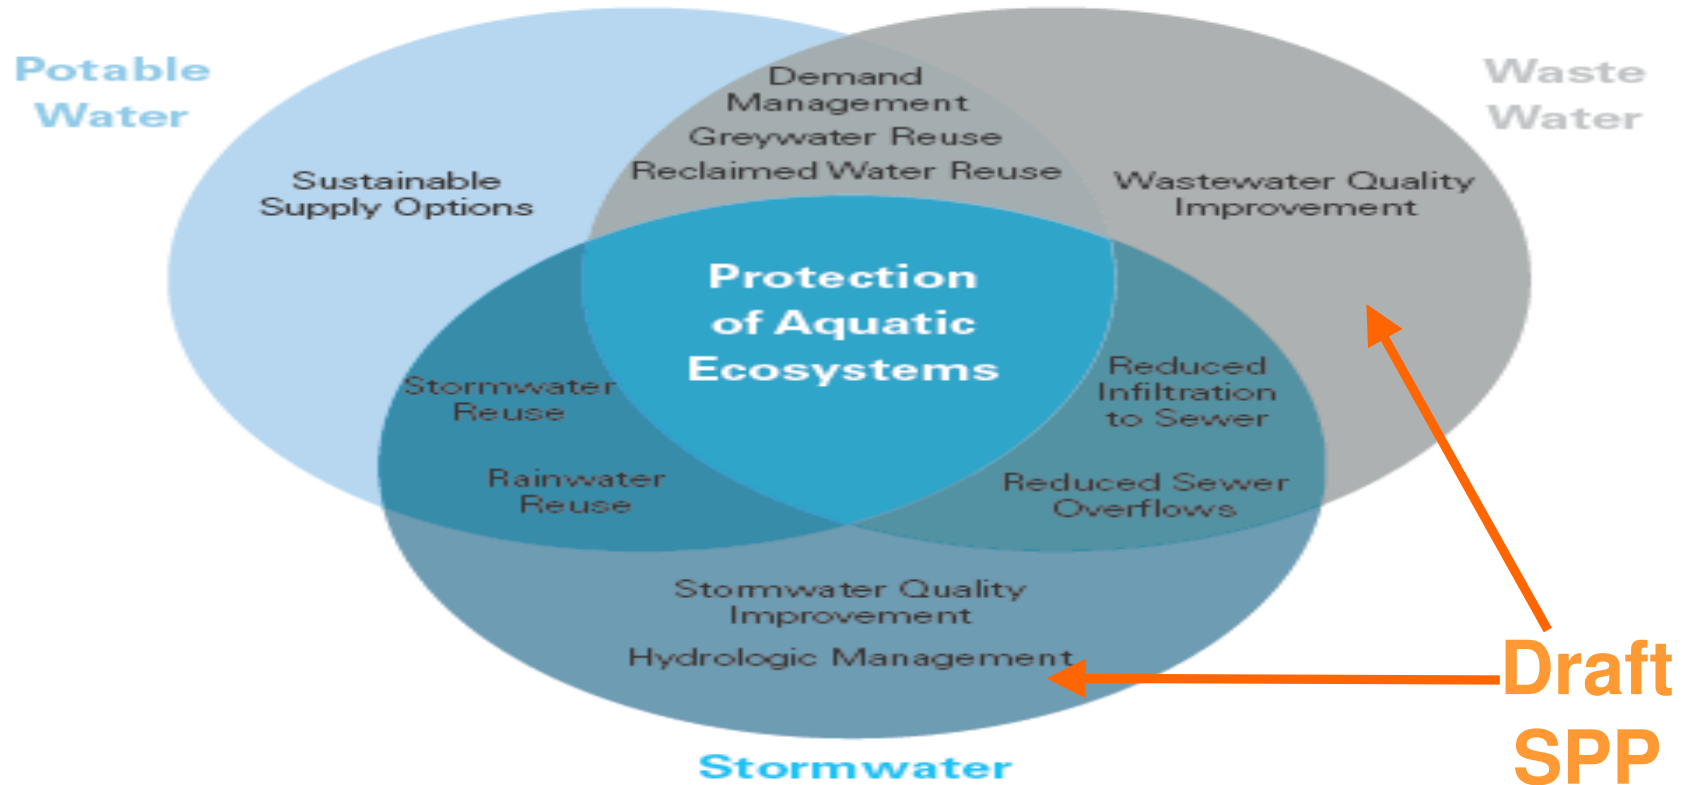 Potable
Water
Waste
Water
Demand
Management
Greywater Reuse
Reclaimed Water Reuse
Sustainable
Supply Options
Wastewater Quality
Improvement
Protection
of Aquatic
Ecosystems
Stormwater
Reuse
Rainwater
Reuse
Reduced
Infiltration
to Sewer
Reduced Sewer
Overflows
Stormwater Quality
Improvement
Hydrologic Management
Stormwater
Draft
SPP